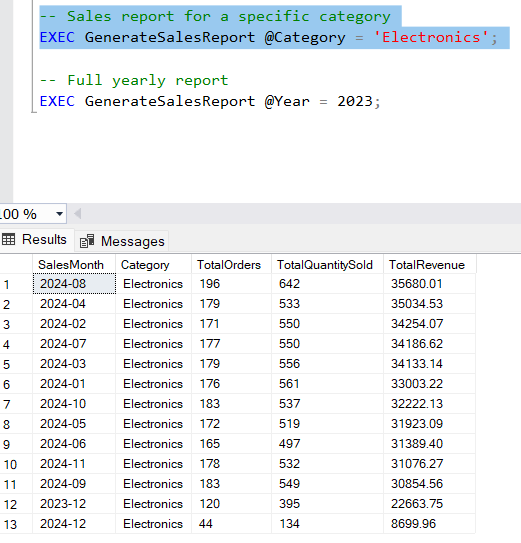 -- Sales report for a specific category
EXEC GenerateSalesReport @Category = 'Electronics';
-- Full yearly report
EXEC GenerateSalesReport @Year = 2023;
.00 %
Results Messages
SalesMonth Category TotalOrders TotalQuantitySold TotalRevenue
1 2024-08 Electronics 196 642 35680.01
2 2024-04 Electronics 179 533 35034.53
3 2024-02 Electronics 171 550 34254.07
4 2024-07 Electronics 177 550 34186.62
5 2024-03 Electronics 179 556 34133.14
6 2024-01 Electronics 176 561 33003.22
7 2024-10 Electronics 183 537 32222.13
8 2024-05 Electronics 172 519 31923.09
9 2024-06 Electronics 165 497 31389.40
10 2024-11 Electronics 178 532 31076.27
11 2024-09 Electronics 183 549 30854.56
12 2023-12 Electronics 120 395 22663.75
13 2024-12 Electronics 44 134 8699.96